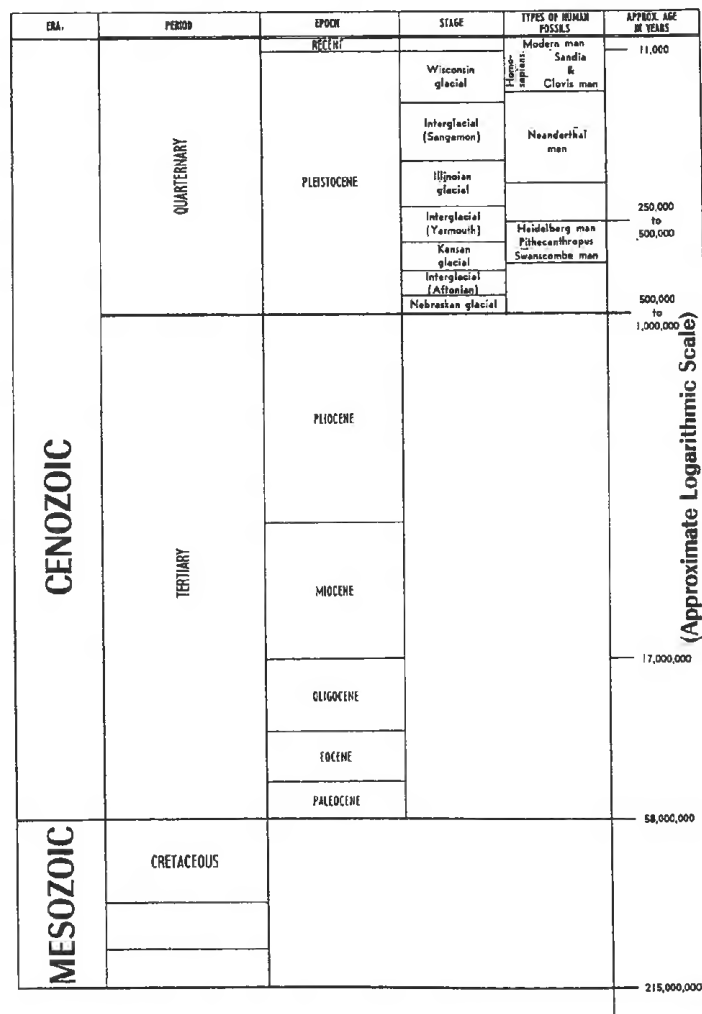 ERA.
PERIOD
EPOCH
STAGE
TYPES OF HUMAN
FOSSILS
APPROX. AGE
IN YEARS
CENOZOIC
QUARTERNARY
RECENT
Modern man
Homo-
sapiens.
Sandia
&
Clovis man
11,000
PLEISTOCENE
Wisconsin
glacial
Interglacial
(Sangamon)
Neanderthal
man
Illinoian
glacial
Interglacial
(Yarmouth)
250,000
to
500,000
Heidelberg man
Pithecanthropus
Swanscombe man
Kansan
glacial
Interglacial
(Aftonian)
Nebraskan glacial
500,000
to
1,000,000
(Approximate Logarithmic Scale)
TERTIARY
PLIOCENE
MIOCENE
17,000,000
OLIGOCENE
EOCENE
PALEOCENE
58,000,000
MESOZOIC
CRETACEOUS
215,000,000